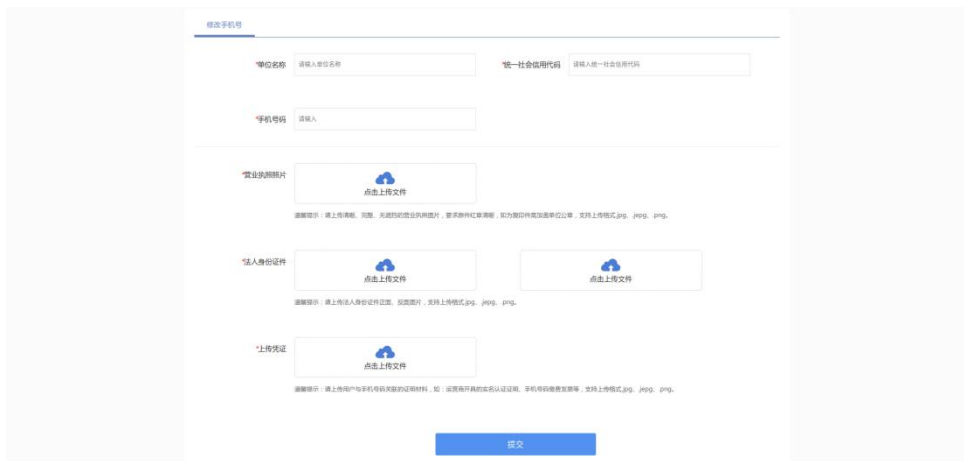 修改手机号
*单位名称 请输入单位名称 *统一社会信用代码 请输入统一社会信用代码
*手机号码 请输入
*营业执照照片 点击上传文件
温馨提示：请上传清晰、完整、无遮挡的营业执照图片，要求原件红章清晰，如为复印件需加盖单位公章，支持上传格式.jpg、.jepg、.png。
*法人身份证件 点击上传文件 点击上传文件
温馨提示：请上传法人身份证件正面、反面图片，支持上传格式.jpg、.jepg、.png。
*上传凭证 点击上传文件
温馨提示：请上传用户与手机号码关联的证明材料，如：运营商开具的实名认证证明、手机号码缴费发票等，支持上传格式.jpg、.jepg、.png。
提交